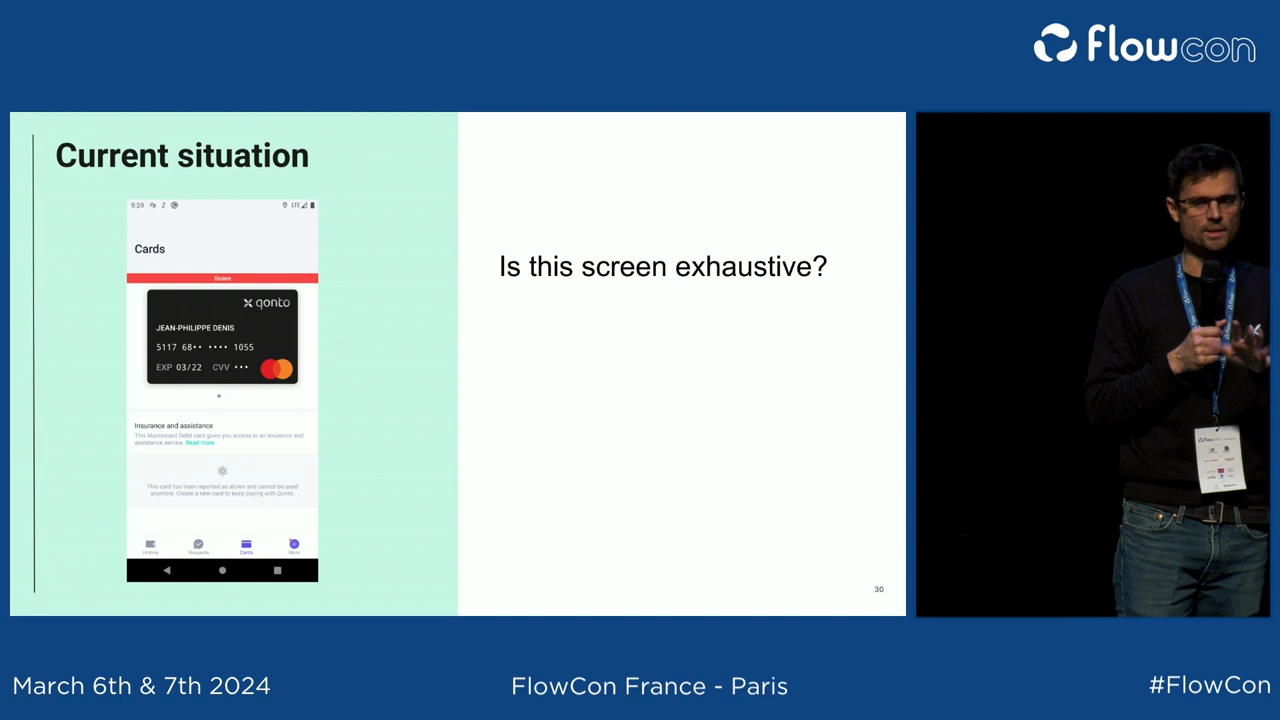 flowcon
Current situation
9:39
LTE
Cards
Stolen
qonto
JEAN-PHILIPPE DENIS
5117 68•• •••• 1055
EXP 03/22 CVV •••
Insurance and assistance
This Mastercard Debit card gives you access to an insurance and
assistance service. Read more
This card has been reported as stolen and cannot be used
anymore. Create a new card to keep paying with Qonto.
History
Requests
Cards
More
Is this screen exhaustive?
30
flowcon
March 6th & 7th 2024
FlowCon France - Paris
#FlowCon